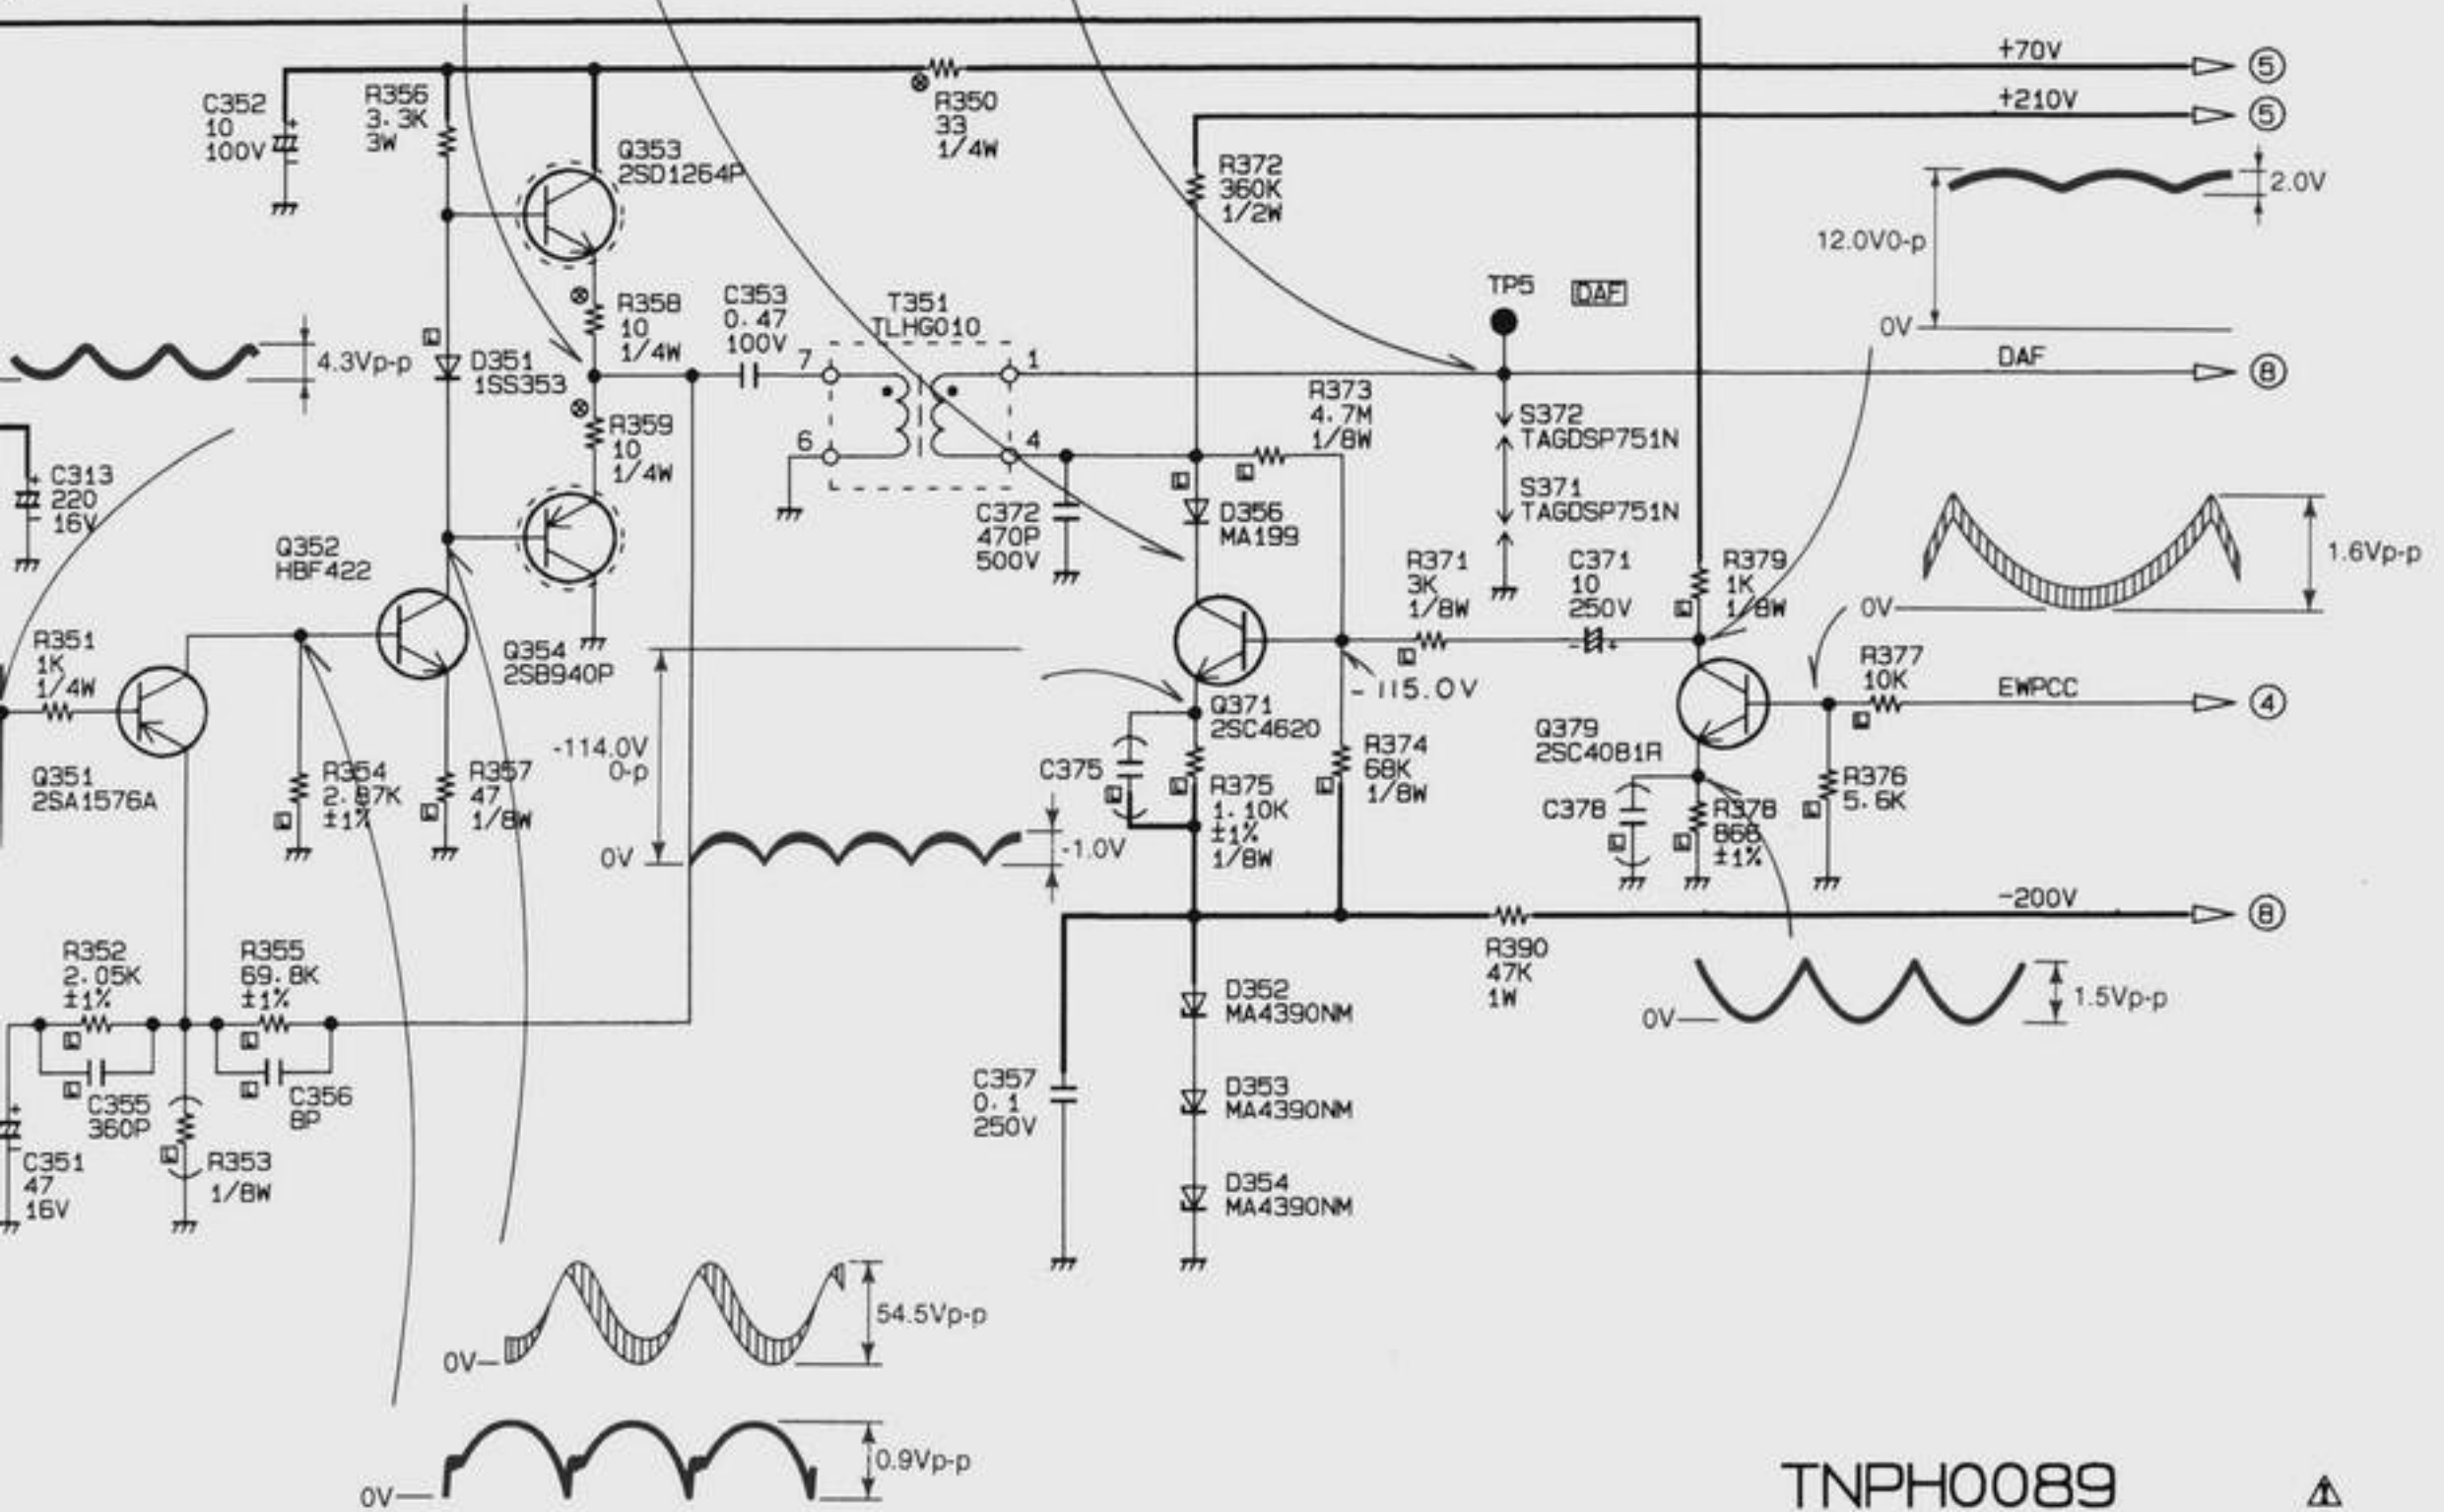 +70V
5
+210V
5
C352
10
100V
R356
3.3K
3W
R350
33
1/4W
Q353
2SD1264P
R372
360K
1/2W
2.0V
12.0V0-p
0V
TP5
DAF
R358
10
1/4W
C353
0.47
100V
T351
TLHG010
7
1
6
4
DAF
8
4.3Vp-p
D351
1SS353
R359
10
1/4W
R373
4.7M
1/8W
S372
TAGDSP751N
S371
TAGDSP751N
C313
220
16V
C372
470P
500V
D356
MA199
Q352
HBF422
R371
3K
1/8W
C371
10
250V
R379
1K
1/8W
1.6Vp-p
0V
R351
1K
1/4W
Q354
2SB940P
-115.0V
R377
10K
EWPCC
4
Q371
2SC4620
Q379
2SC4081R
-114.0V
0-p
C375
R374
68K
1/8W
Q351
2SA1576A
R354
2.87K
±1%
R357
47
1/8W
R375
1.10K
±1%
1/8W
C378
R378
±1%
R376
5.6K
0V
-1.0V
-200V
8
R352
2.05K
±1%
R355
69.8K
±1%
R390
47K
1W
D352
MA4390NM
1.5Vp-p
0V
C355
360P
C356
8P
C357
0.1
250V
D353
MA4390NM
C351
47
16V
R353
1/8W
D354
MA4390NM
54.5Vp-p
0V
0.9Vp-p
0V
TNPH0089